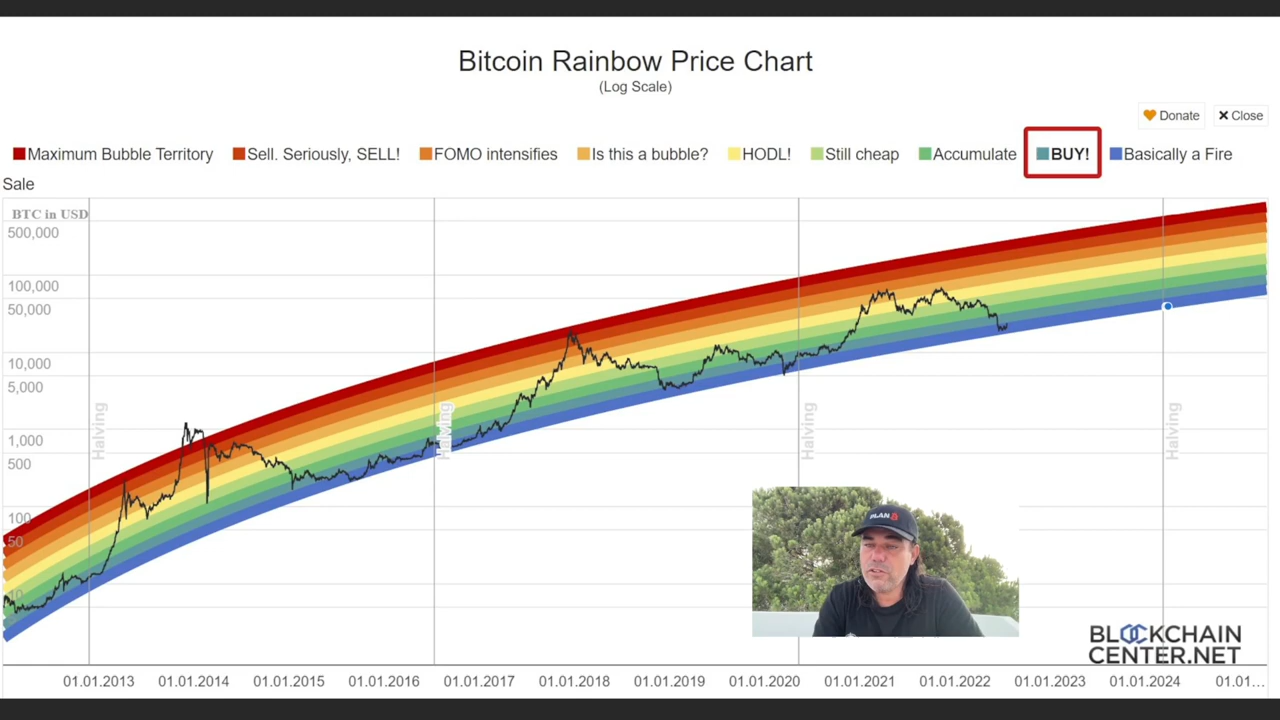 Bitcoin Rainbow Price Chart
(Log Scale)
Donate
Close
Maximum Bubble Territory
Sell. Seriously, SELL!
FOMO intensifies
Is this a bubble?
HODL!
Still cheap
Accumulate
BUY!
Basically a Fire
Sale
BTC in USD
500,000
100,000
50,000
10,000
5,000
1,000
500
100
50
10
Halving
Halving
Halving
Halving
PLAN B
BLOCKCHAIN
CENTER.NET
01.01.2013
01.01.2014
01.01.2015
01.01.2016
01.01.2017
01.01.2018
01.01.2019
01.01.2020
01.01.2021
01.01.2022
01.01.2023
01.01.2024
01.01…